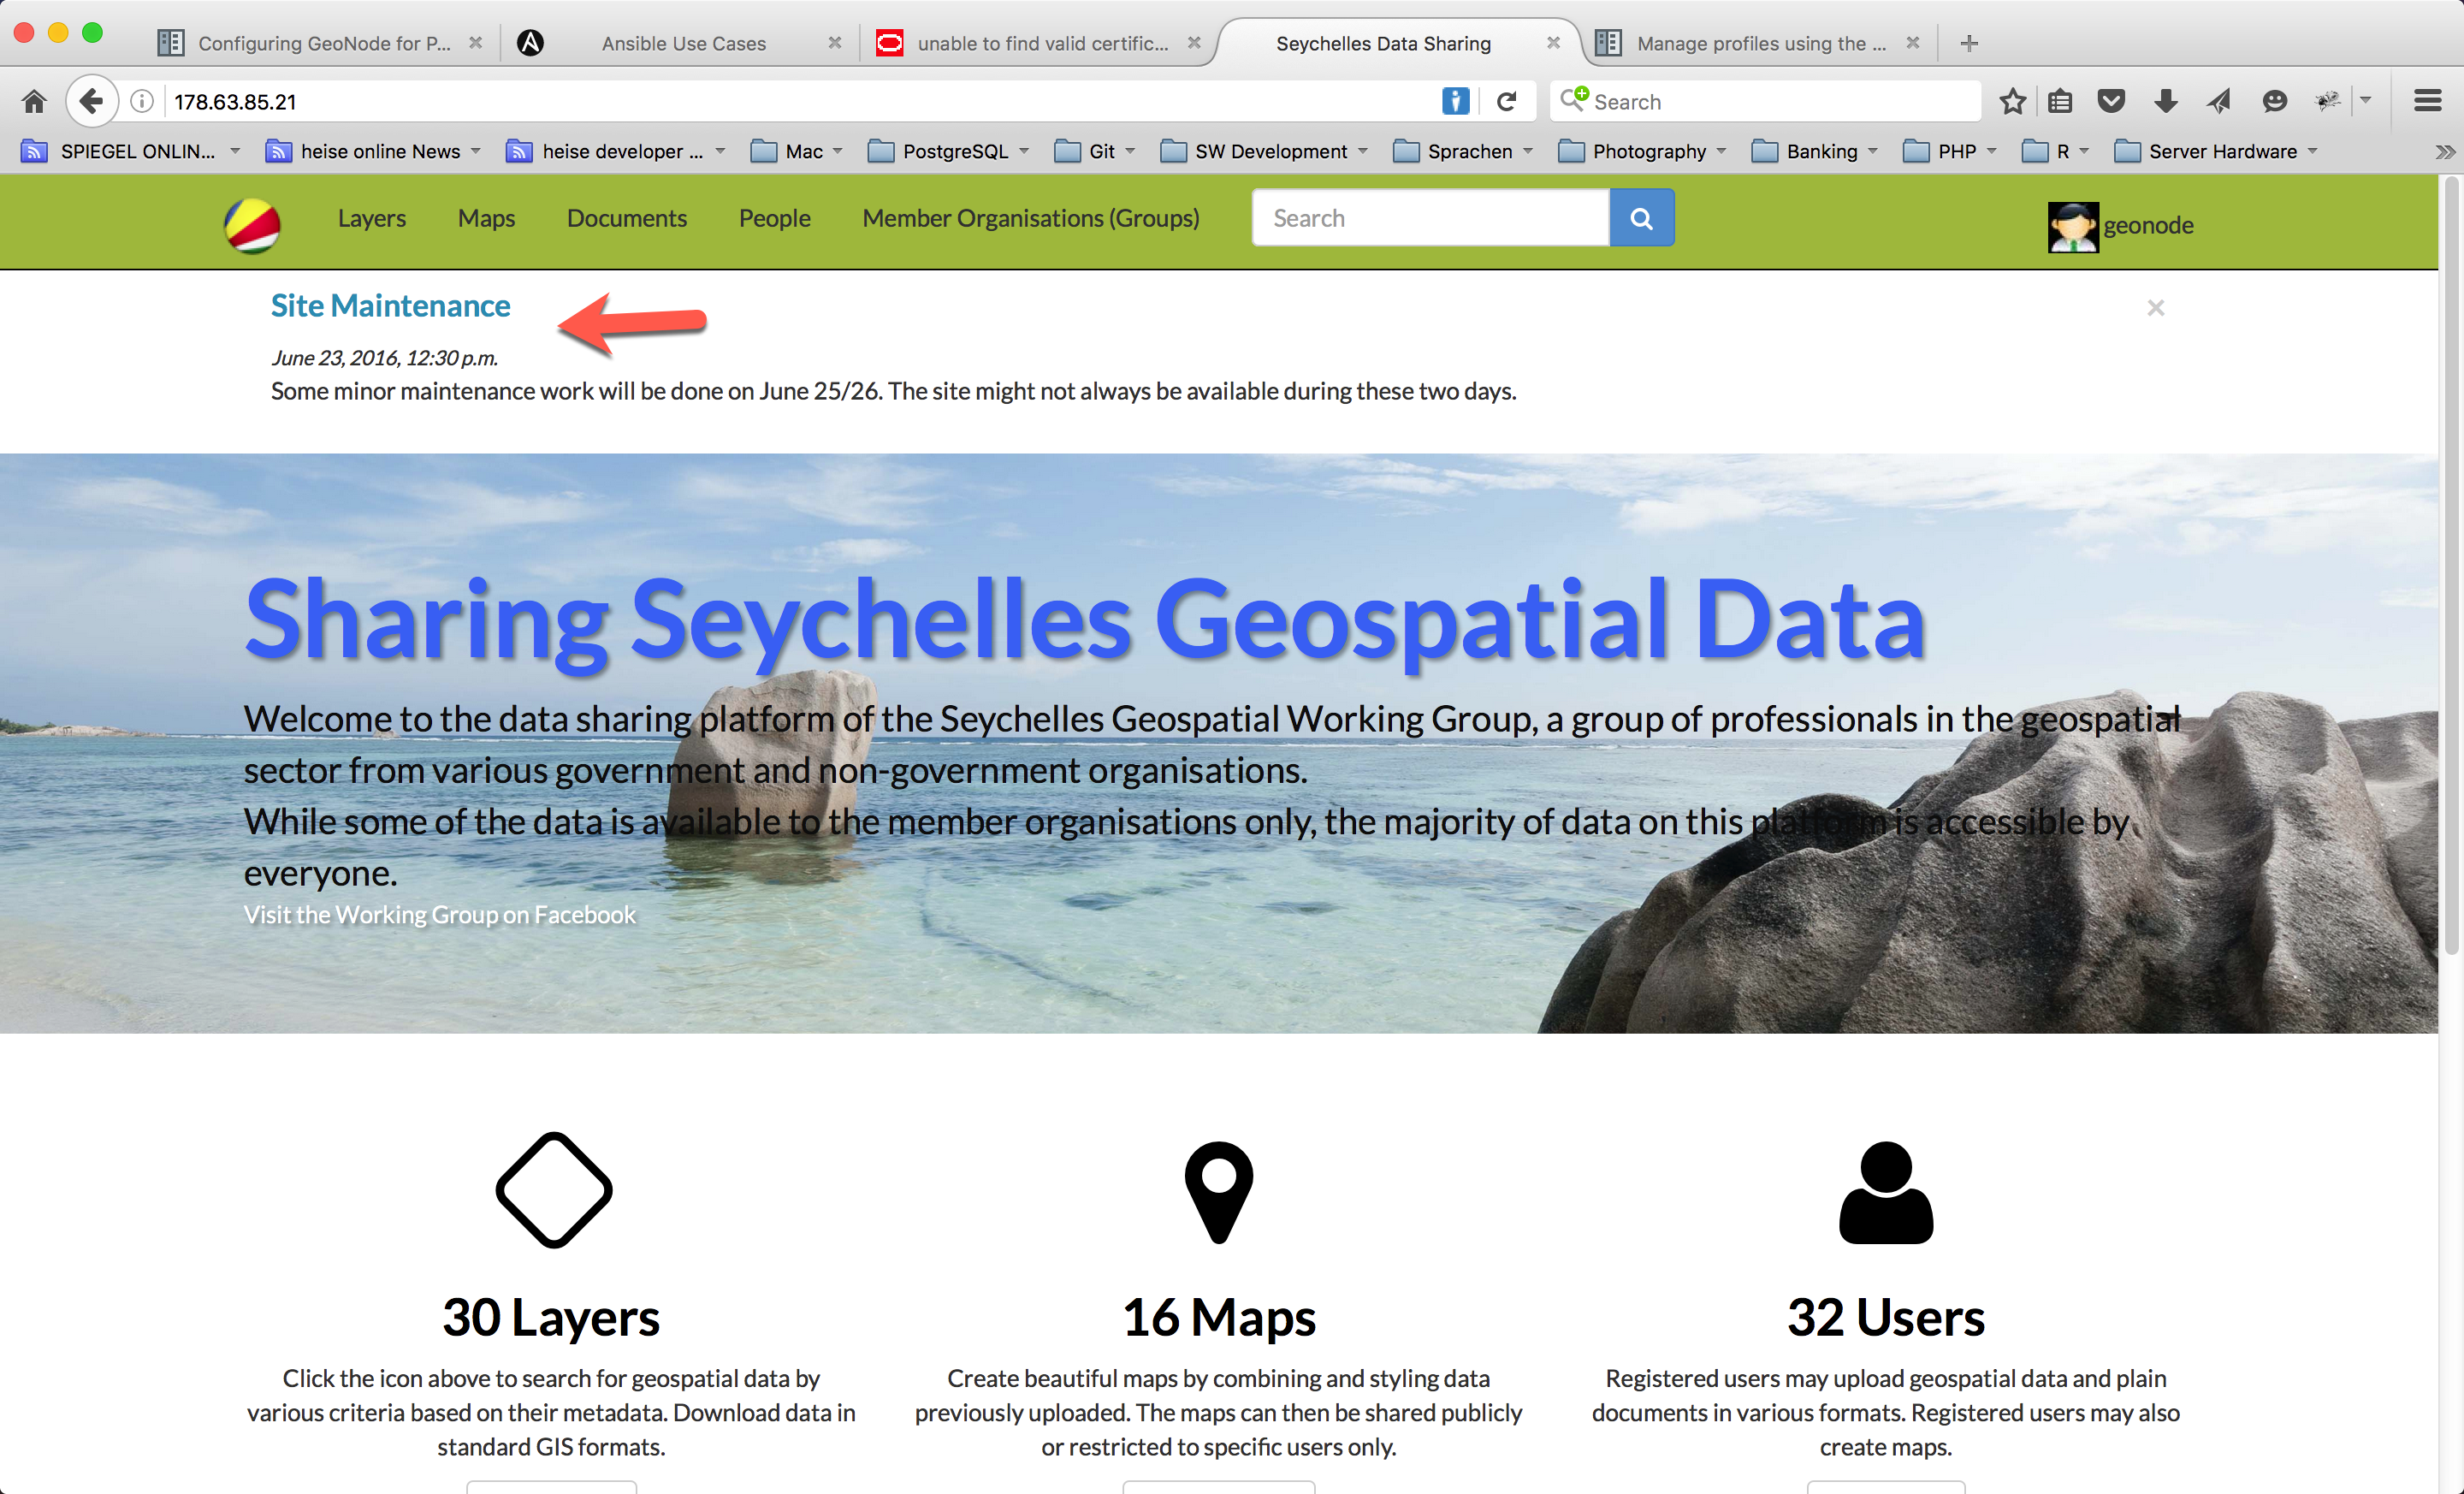 Configuring GeoNode for P...
Ansible Use Cases
unable to find valid certific...
Seychelles Data Sharing
Manage profiles using the ...
178.63.85.21
Search
SPIEGEL ONLIN...
heise online News
heise developer ...
Mac
PostgreSQL
Git
SW Development
Sprachen
Photography
Banking
PHP
R
Server Hardware
Layers
Maps
Documents
People
Member Organisations (Groups)
Search
geonode
Site Maintenance
June 23, 2016, 12:30 p.m.
Some minor maintenance work will be done on June 25/26. The site might not always be available during these two days.
Sharing Seychelles Geospatial Data
Welcome to the data sharing platform of the Seychelles Geospatial Working Group, a group of professionals in the geospatial
sector from various government and non-government organisations.
While some of the data is available to the member organisations only, the majority of data on this platform is accessible by
everyone.
Visit the Working Group on Facebook
30 Layers
Click the icon above to search for geospatial data by
various criteria based on their metadata. Download data in
standard GIS formats.
16 Maps
Create beautiful maps by combining and styling data
previously uploaded. The maps can then be shared publicly
or restricted to specific users only.
32 Users
Registered users may upload geospatial data and plain
documents in various formats. Registered users may also
create maps.